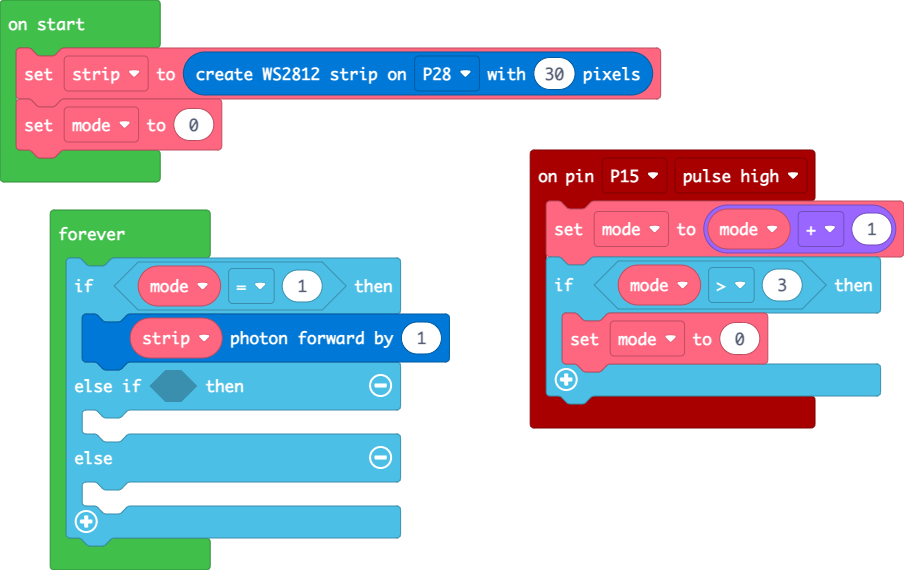 on start
set strip to create WS2812 strip on P28 with 30 pixels
set mode to 0
on pin P15 pulse high
set mode to mode + 1
if mode > 3 then
set mode to 0
forever
if mode = 1 then
strip photon forward by 1
else if then
else